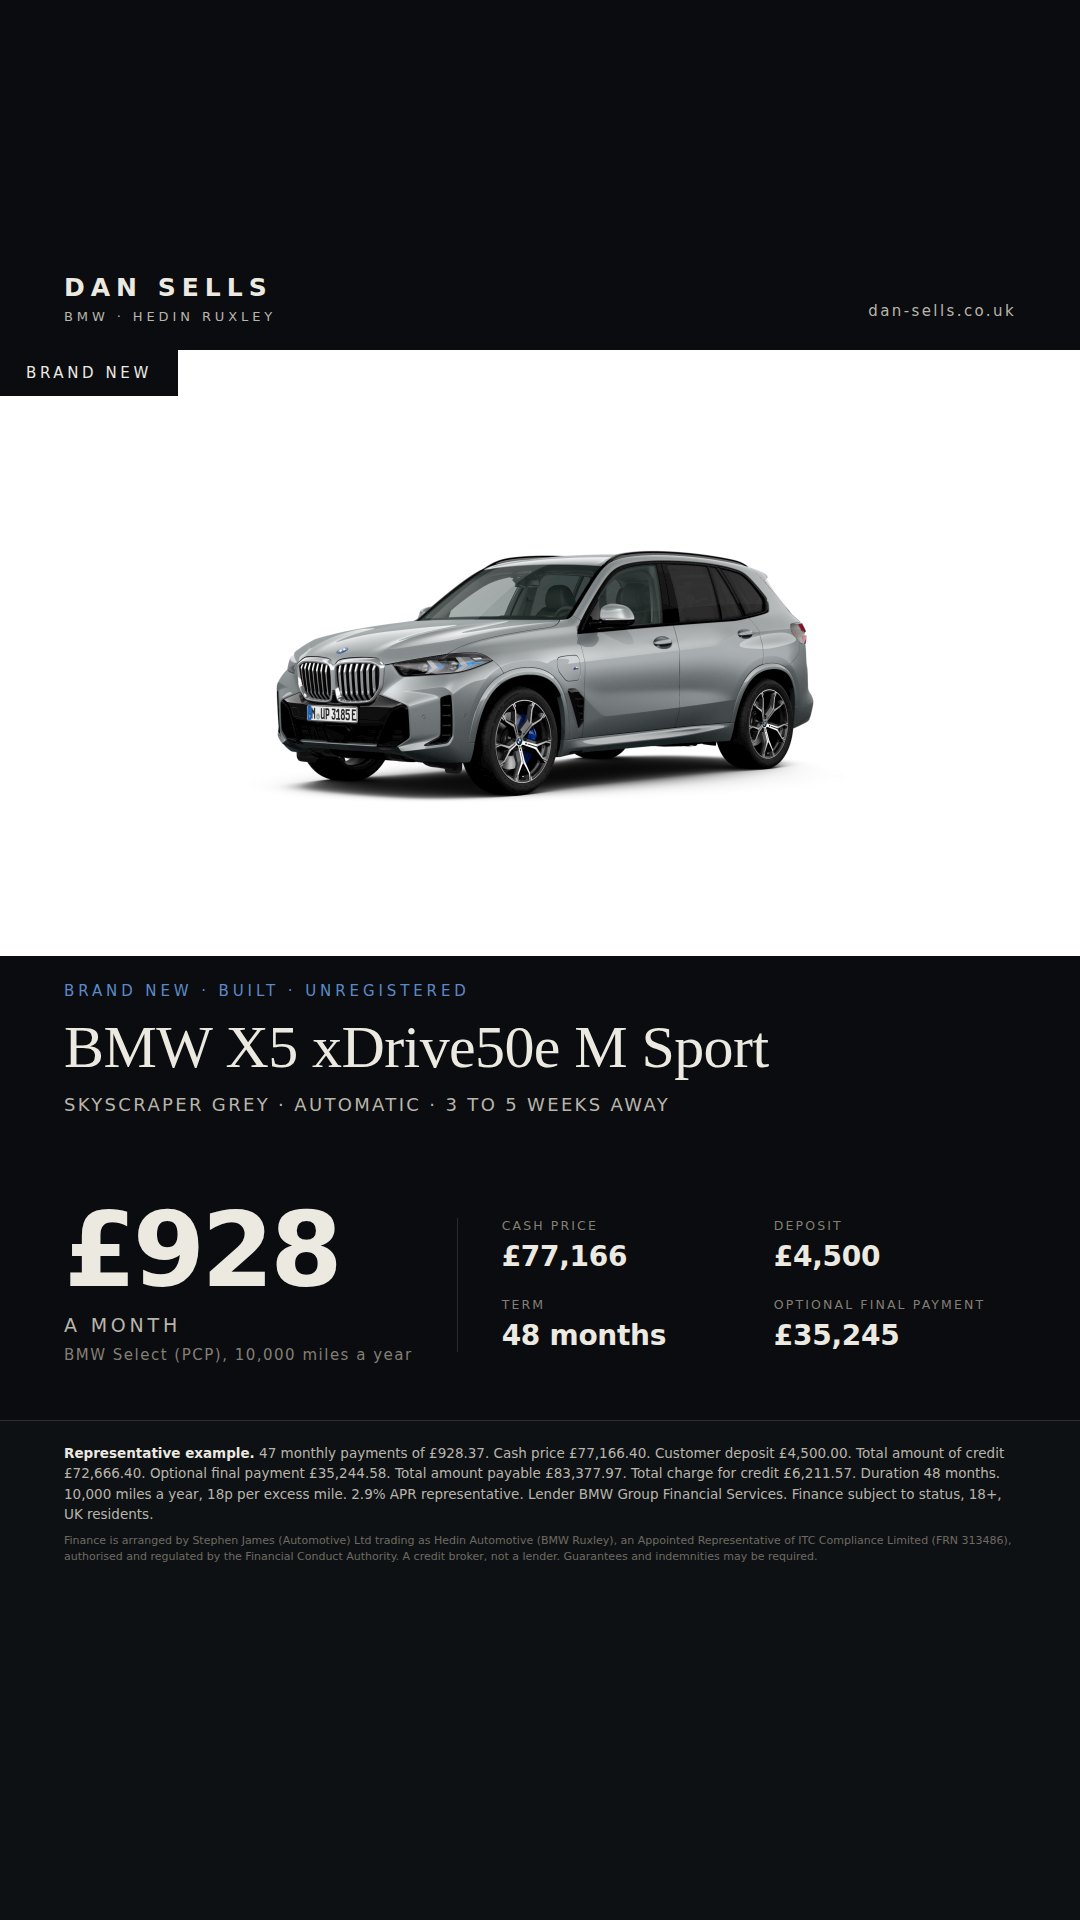 DAN SELLS
BMW · HEDIN RUXLEY
dan-sells.co.uk
BRAND NEW
M UP 3185E
BRAND NEW · BUILT · UNREGISTERED
BMW X5 xDrive50e M Sport
SKYSCRAPER GREY · AUTOMATIC · 3 TO 5 WEEKS AWAY
£928
A MONTH
BMW Select (PCP), 10,000 miles a year
CASH PRICE
£77,166
DEPOSIT
£4,500
TERM
48 months
OPTIONAL FINAL PAYMENT
£35,245
Representative example. 47 monthly payments of £928.37. Cash price £77,166.40. Customer deposit £4,500.00. Total amount of credit
£72,666.40. Optional final payment £35,244.58. Total amount payable £83,377.97. Total charge for credit £6,211.57. Duration 48 months.
10,000 miles a year, 18p per excess mile. 2.9% APR representative. Lender BMW Group Financial Services. Finance subject to status, 18+,
UK residents.
Finance is arranged by Stephen James (Automotive) Ltd trading as Hedin Automotive (BMW Ruxley), an Appointed Representative of ITC Compliance Limited (FRN 313486),
authorised and regulated by the Financial Conduct Authority. A credit broker, not a lender. Guarantees and indemnities may be required.